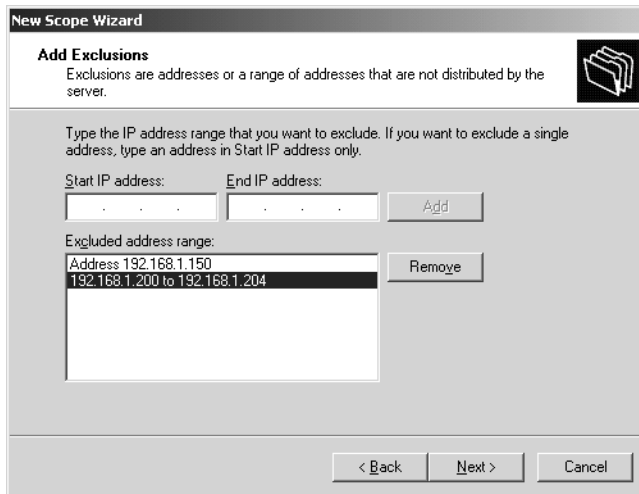 New Scope Wizard
Add Exclusions
Exclusions are addresses or a range of addresses that are not distributed by the
server.
Type the IP address range that you want to exclude. If you want to exclude a single
address, type an address in Start IP address only.
Start IP address:
End IP address:
. . .
. . .
Add
Excluded address range:
Address 192.168.1.150
192.168.1.200 to 192.168.1.204
Remove
< Back
Next >
Cancel